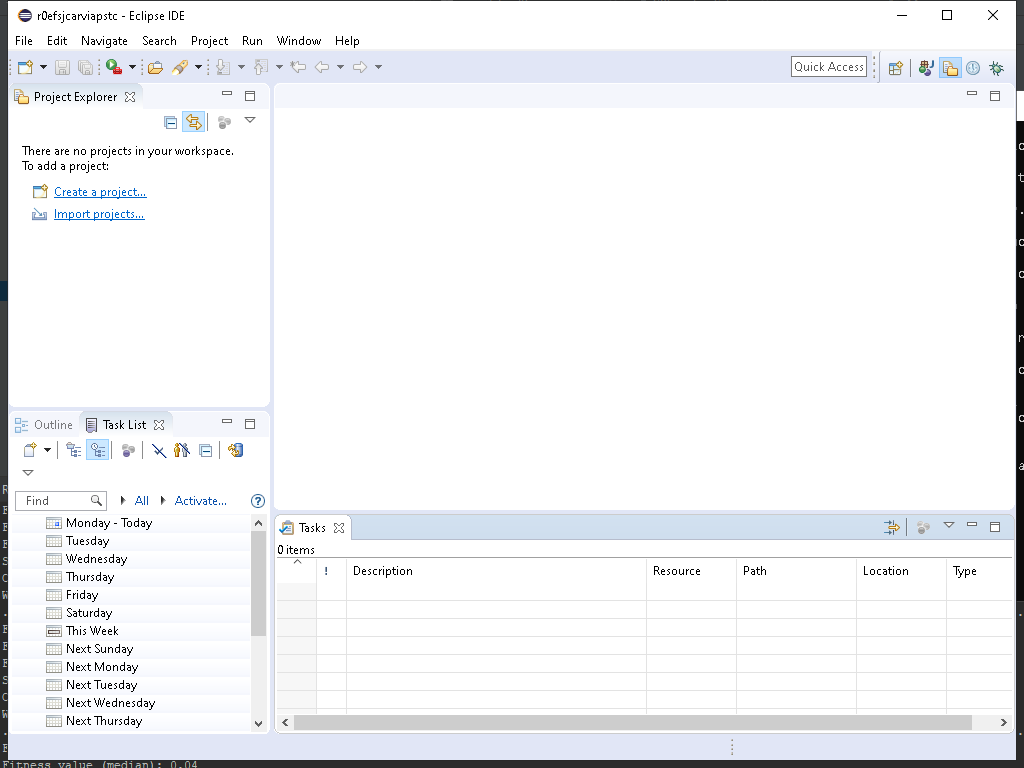 r0efsjcarviapstc - Eclipse IDE
File Edit Navigate Search Project Run Window Help
Quick Access
Project Explorer
There are no projects in your workspace.
To add a project:
Create a project...
Import projects...
Outline Task List
Find All Activate...
Monday - Today
Tuesday
Wednesday
Thursday
Friday
Saturday
This Week
Next Sunday
Next Monday
Next Tuesday
Next Wednesday
Next Thursday
Tasks
0 items
! Description Resource Path Location Type
Fitness value (median): 0.04